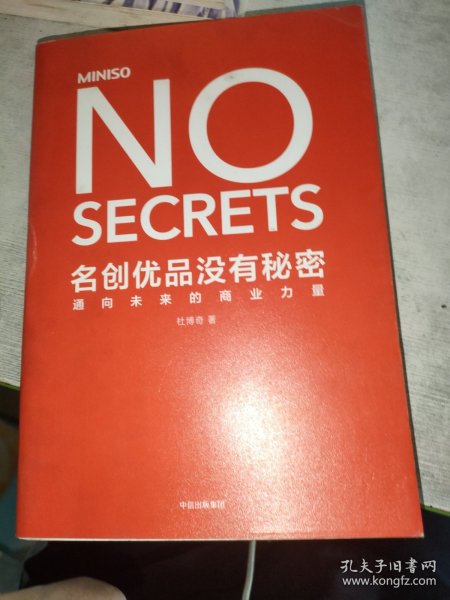 MINISO
NO
SECRETS
名创优品没有秘密
通向未来的商业力量
杜博奇 著
中信出版集团
孔夫子旧书网
www.kongfz.com